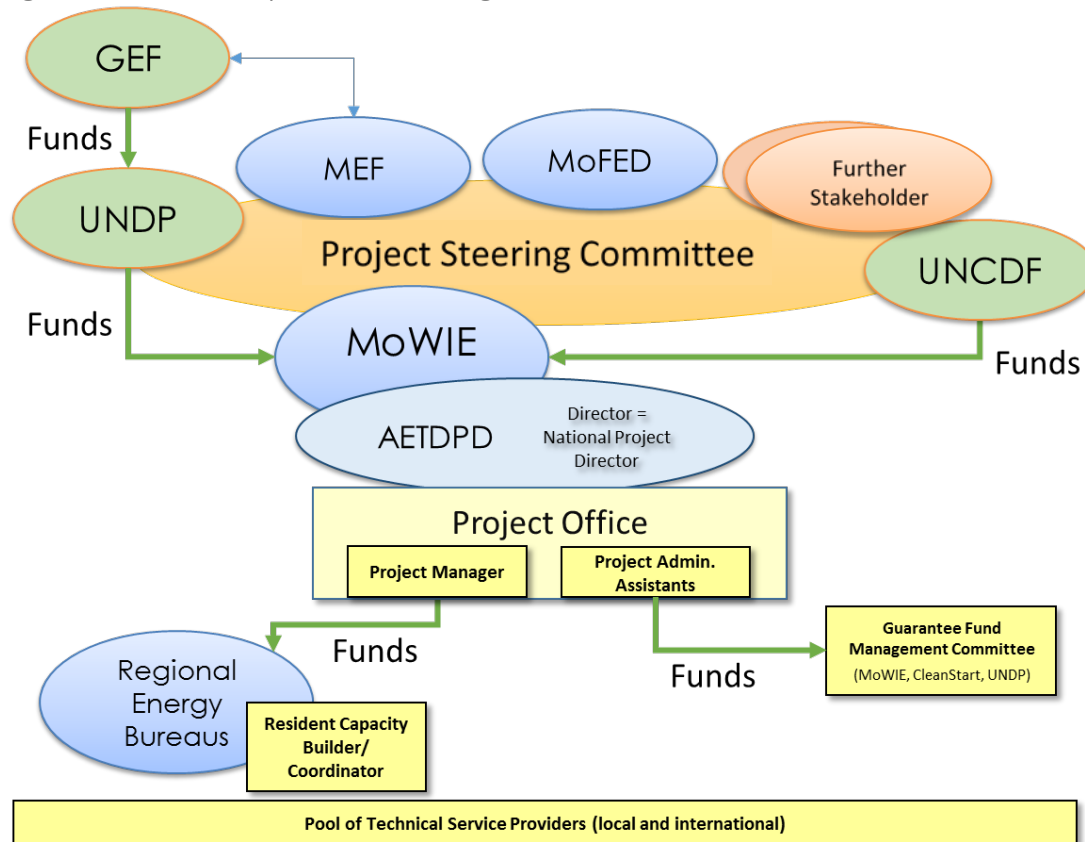 GEF
Funds
MEF
MoFED
Further
Stakeholder
UNDP
Project Steering Committee
UNCDF
Funds
MoWIE
Funds
AETDPD
Director =
National Project
Director
Project Office
Project Manager
Project Admin.
Assistants
Funds
Funds
Guarantee Fund
Management Committee
(MoWIE, CleanStart, UNDP)
Regional
Energy
Bureaus
Resident Capacity
Builder/
Coordinator
Pool of Technical Service Providers (local and international)